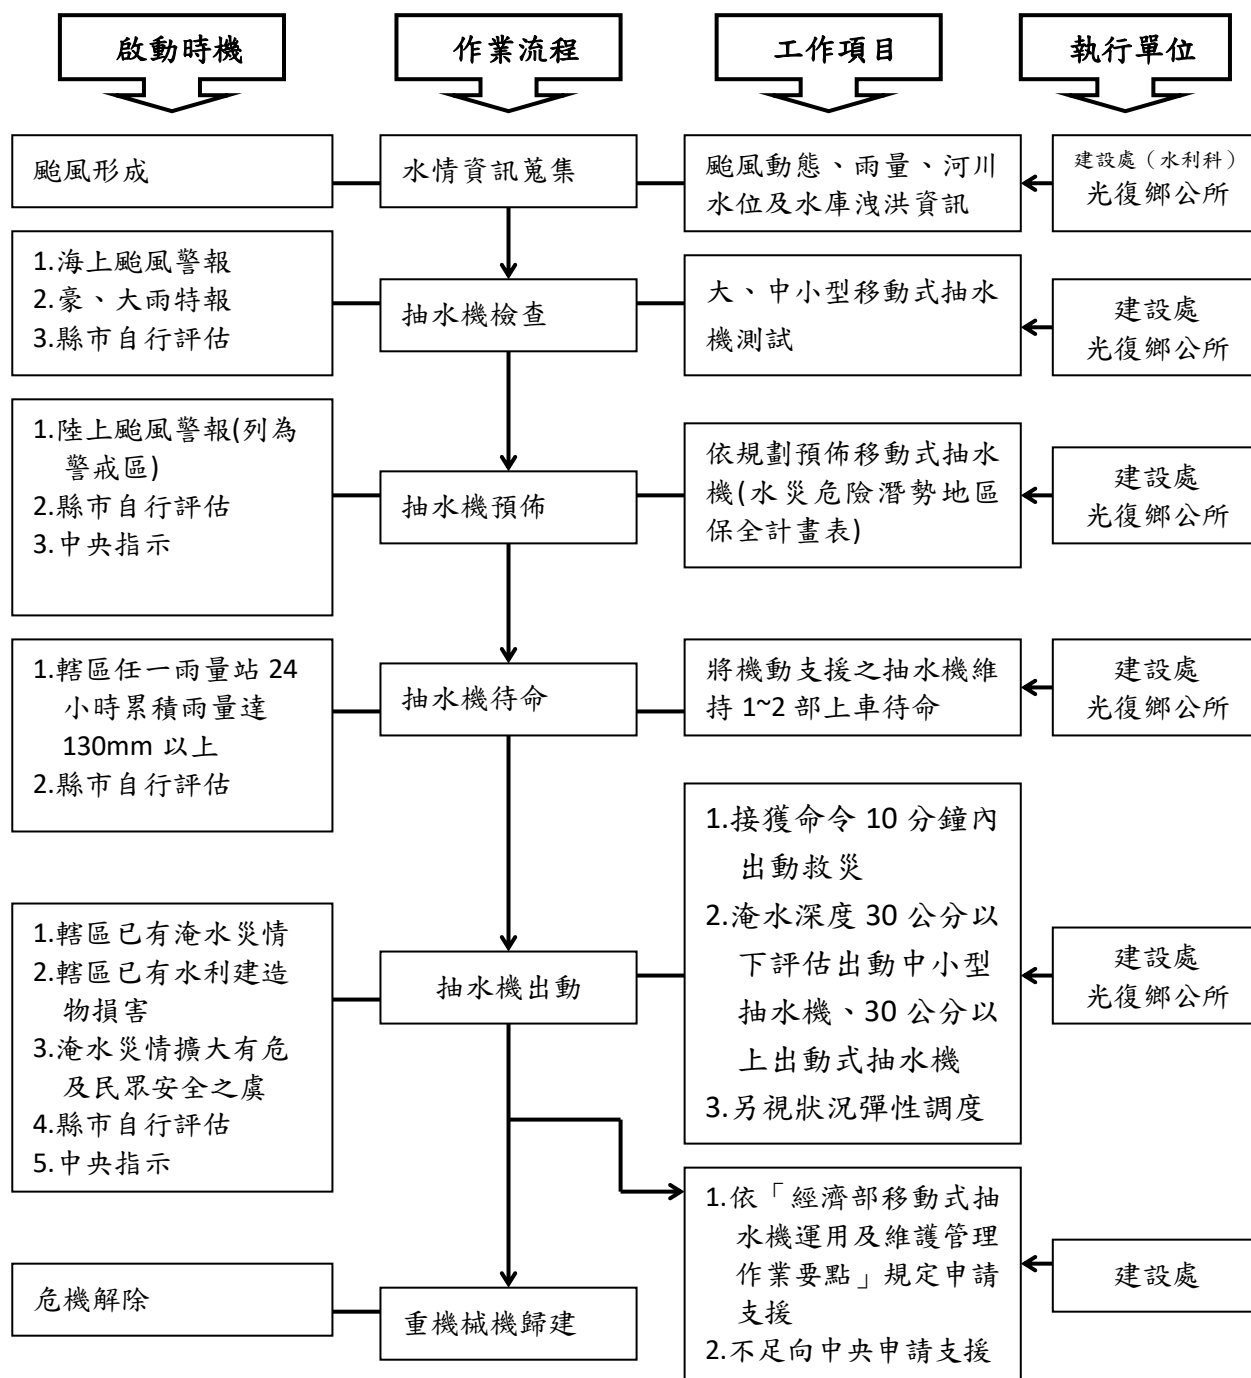 啟動時機
作業流程
工作項目
執行單位
颱風形成
水情資訊蒐集
颱風動態、雨量、河川
水位及水庫洩洪資訊
建設處（水利科）
光復鄉公所
1.海上颱風警報
2.豪、大雨特報
3.縣市自行評估
抽水機檢查
大、中小型移動式抽水
機測試
建設處
光復鄉公所
1.陸上颱風警報(列為
警戒區)
2.縣市自行評估
3.中央指示
抽水機預佈
依規劃預佈移動式抽水
機(水災危險潛勢地區
保全計畫表)
建設處
光復鄉公所
1.轄區任一雨量站 24
小時累積雨量達
130mm 以上
2.縣市自行評估
抽水機待命
將機動支援之抽水機維
持 1~2 部上車待命
建設處
光復鄉公所
1.轄區已有淹水災情
2.轄區已有水利建造
物損害
3.淹水災情擴大有危
及民眾安全之虞
4.縣市自行評估
5.中央指示
抽水機出動
1.接獲命令 10 分鐘內
出動救災
2.淹水深度 30 公分以
下評估出動中小型
抽水機、30 公分以
上出動式抽水機
3.另視狀況彈性調度
建設處
光復鄉公所
1.依「經濟部移動式抽
水機運用及維護管理
作業要點」規定申請
支援
2.不足向中央申請支援
建設處
危機解除
重機械機歸建